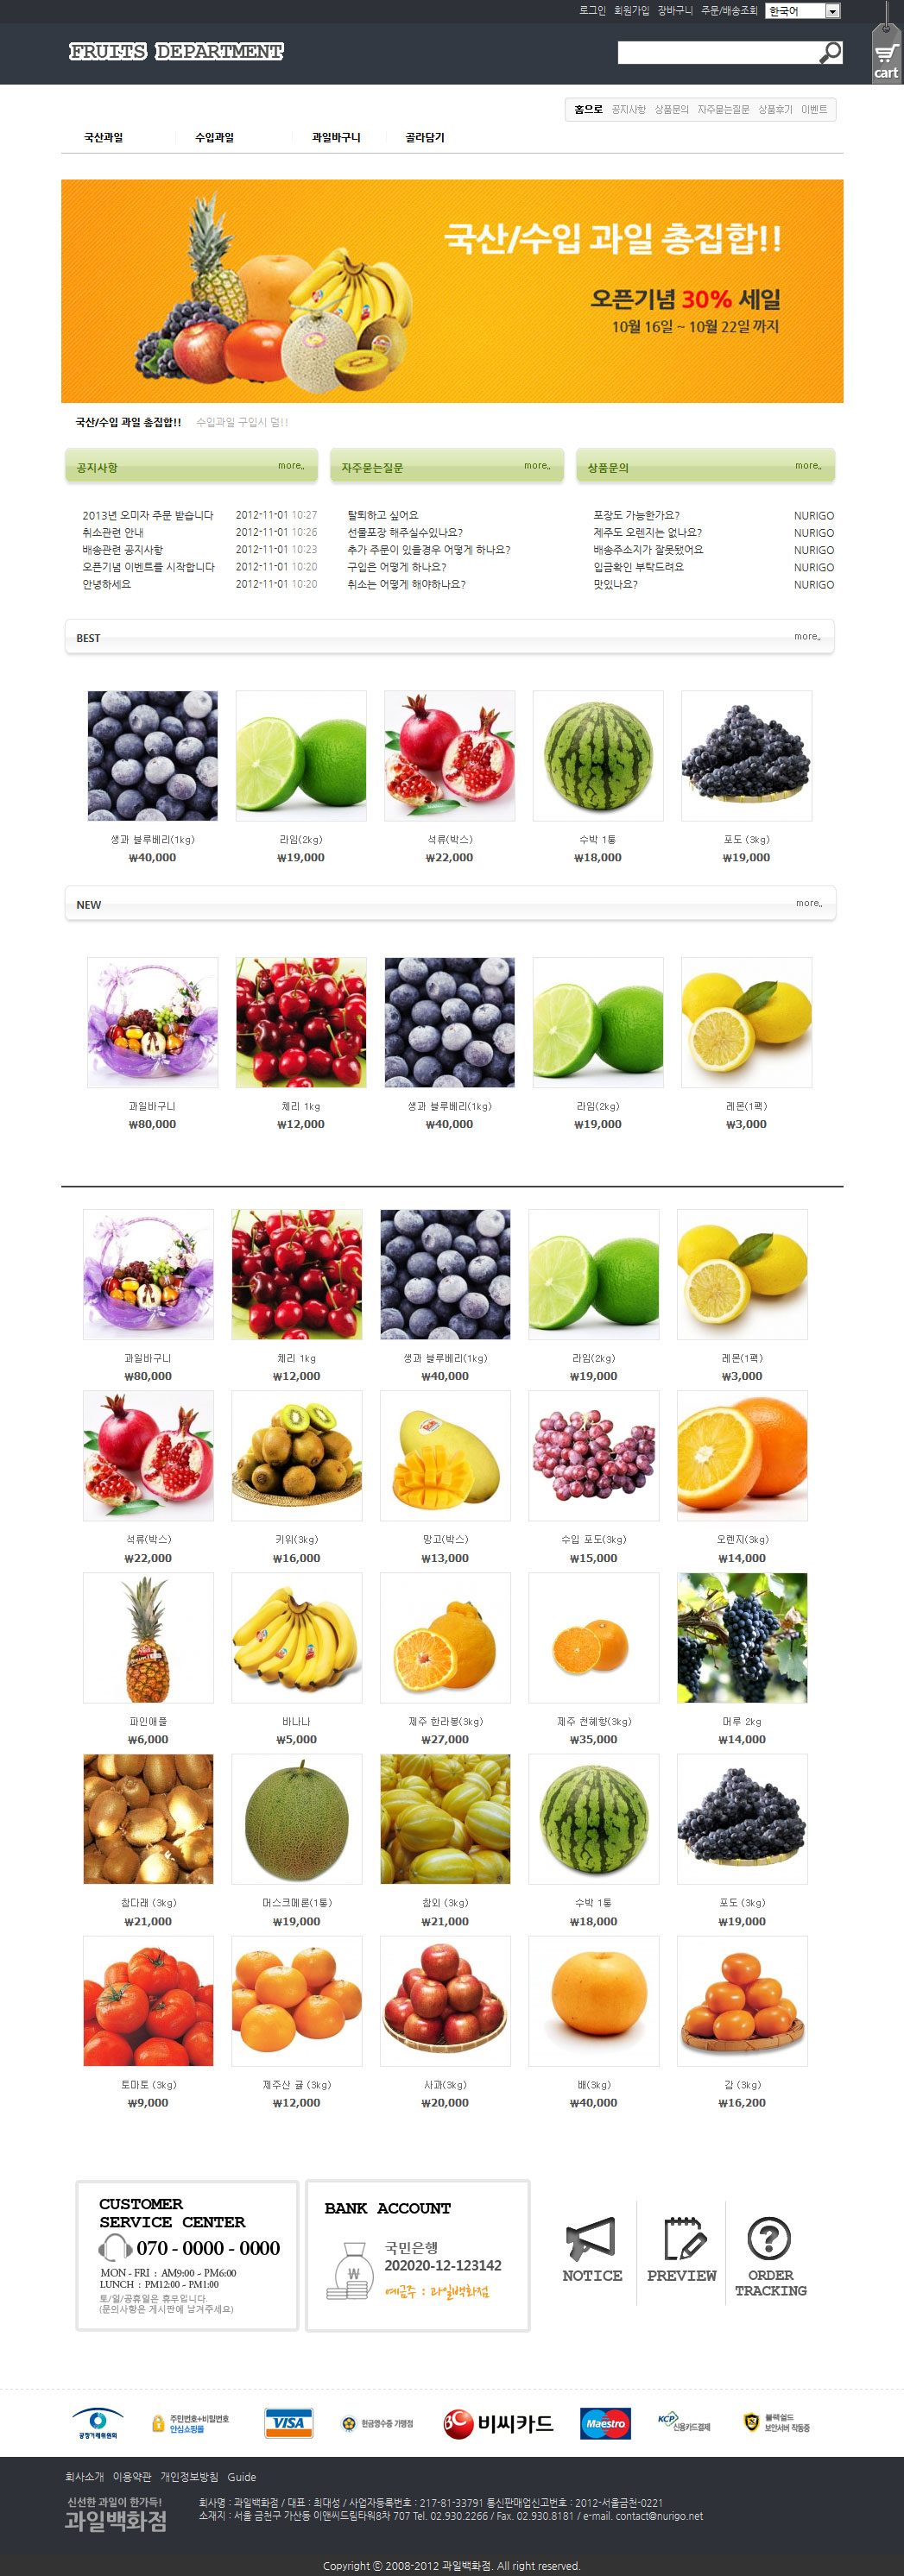 로그인 회원가입 장바구니 주문/배송조회 한국어
FRUITS DEPARTMENT
cart
홈으로 공지사항 상품문의 자주묻는질문 상품후기 이벤트
국산과일 수입과일 과일바구니 골라담기
국산/수입 과일 총집합!!
오픈기념 30% 세일
10월 16일 ~ 10월 22일 까지
국산/수입 과일 총집합!! 수입과일 구입시 덤!!
공지사항 more..
2013년 오미자 주문 받습니다 2012-11-01 10:27
취소관련 안내 2012-11-01 10:26
배송관련 공지사항 2012-11-01 10:23
오픈기념 이벤트를 시작합니다 2012-11-01 10:20
안녕하세요 2012-11-01 10:20
자주묻는질문 more..
탈퇴하고 싶어요
선물포장 해주실수있나요?
추가 주문이 있을경우 어떻게 하나요?
구입은 어떻게 하나요?
취소는 어떻게 해야하나요?
상품문의 more..
포장도 가능한가요? NURIGO
제주도 오렌지는 없나요? NURIGO
배송주소지가 잘못됐어요 NURIGO
입금확인 부탁드려요 NURIGO
맛있나요? NURIGO
BEST more..
생과 블루베리(1kg) 라임(2kg) 석류(박스) 수박 1통 포도 (3kg)
₩40,000 ₩19,000 ₩22,000 ₩18,000 ₩19,000
NEW more..
과일바구니 체리 1kg 생과 블루베리(1kg) 라임(2kg) 레몬(1팩)
₩80,000 ₩12,000 ₩40,000 ₩19,000 ₩3,000
과일바구니 체리 1kg 생과 블루베리(1kg) 라임(2kg) 레몬(1팩)
₩80,000 ₩12,000 ₩40,000 ₩19,000 ₩3,000
석류(박스) 키위(3kg) 망고(박스) 수입 포도(3kg) 오렌지(3kg)
₩22,000 ₩16,000 ₩13,000 ₩15,000 ₩14,000
파인애플 바나나 제주 한라봉(3kg) 제주 천혜향(3kg) 머루 2kg
₩6,000 ₩5,000 ₩27,000 ₩35,000 ₩14,000
참다래 (3kg) 머스크메론(1통) 참외 (3kg) 수박 1통 포도 (3kg)
₩21,000 ₩19,000 ₩21,000 ₩18,000 ₩19,000
토마토 (3kg) 제주산 귤 (3kg) 사과(3kg) 배(3kg) 감 (3kg)
₩9,000 ₩12,000 ₩20,000 ₩40,000 ₩16,200
CUSTOMER
SERVICE CENTER
070 - 0000 - 0000
MON - FRI : AM9:00 ~ PM6:00
LUNCH : PM12:00 ~ PM1:00
토/일/공휴일은 휴무입니다.
(문의사항은 게시판에 남겨주세요)
BANK ACCOUNT
국민은행
202020-12-123142
예금주 : 과일백화점
NOTICE
PREVIEW
ORDER
TRACKING
공정거래위원회
주민번호+비밀번호
안심쇼핑몰
VISA
현금영수증 가맹점
비씨카드
Maestro
KCP 신용카드결제
블랙쉴드
보안서버 작동중
회사소개 이용약관 개인정보방침 Guide
신선한 과일이 한가득!
과일백화점
회사명 : 과일백화점 / 대표 : 최대성 / 사업자등록번호 : 217-81-33791 통신판매업신고번호 : 2012-서울금천-0221
소재지 : 서울 금천구 가산동 이앤씨드림타워8차 707 Tel. 02.930.2266 / Fax. 02.930.8181 / e-mail. contact@nurigo.net
Copyright ⓒ 2008-2012 과일백화점. All right reserved.